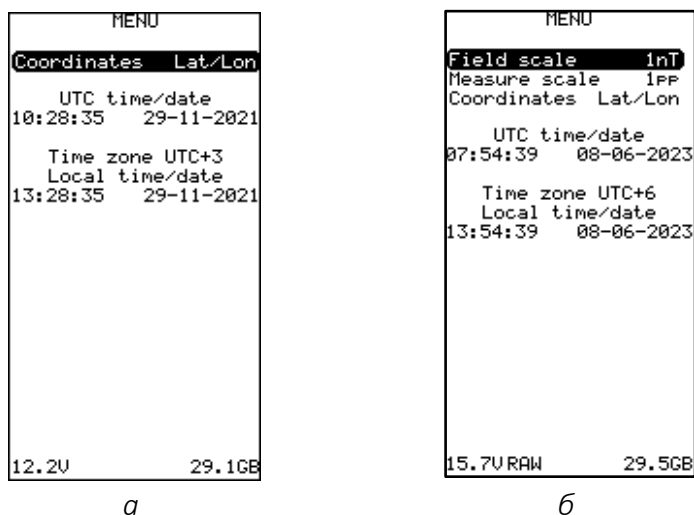 MENU
Coordinates Lat/Lon
UTC time/date
10:28:35 29-11-2021
Time zone UTC+3
Local time/date
13:28:35 29-11-2021
12.2V 29.1GB
а
MENU
Field scale 1nT
Measure scale 1PP
Coordinates Lat/Lon
UTC time/date
07:54:39 08-06-2023
Time zone UTC+6
Local time/date
13:54:39 08-06-2023
15.7V RAW 29.5GB
б